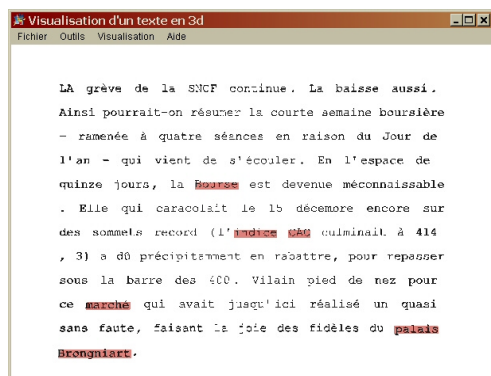 Visualisation d'un texte en 3d
Fichier Outils Visualisation Aide
LA grève de la SNCF continue. La baisse aussi.
Ainsi pourrait-on résumer la courte semaine boursière
- ramenée à quatre séances en raison du Jour de
l'an - qui vient de s'écouler. En l'espace de
quinze jours, la Bourse est devenue méconnaissable
. Elle qui caracolait le 15 décembre encore sur
des sommets record (l'indice CAC culminait à 414
, 3) a dû précipitamment en rabattre, pour repasser
sous la barre des 400. Vilain pied de nez pour
ce marché qui avait jusqu'ici réalisé un quasi
sans faute, faisant la joie des fidèles du palais
Brongniart.